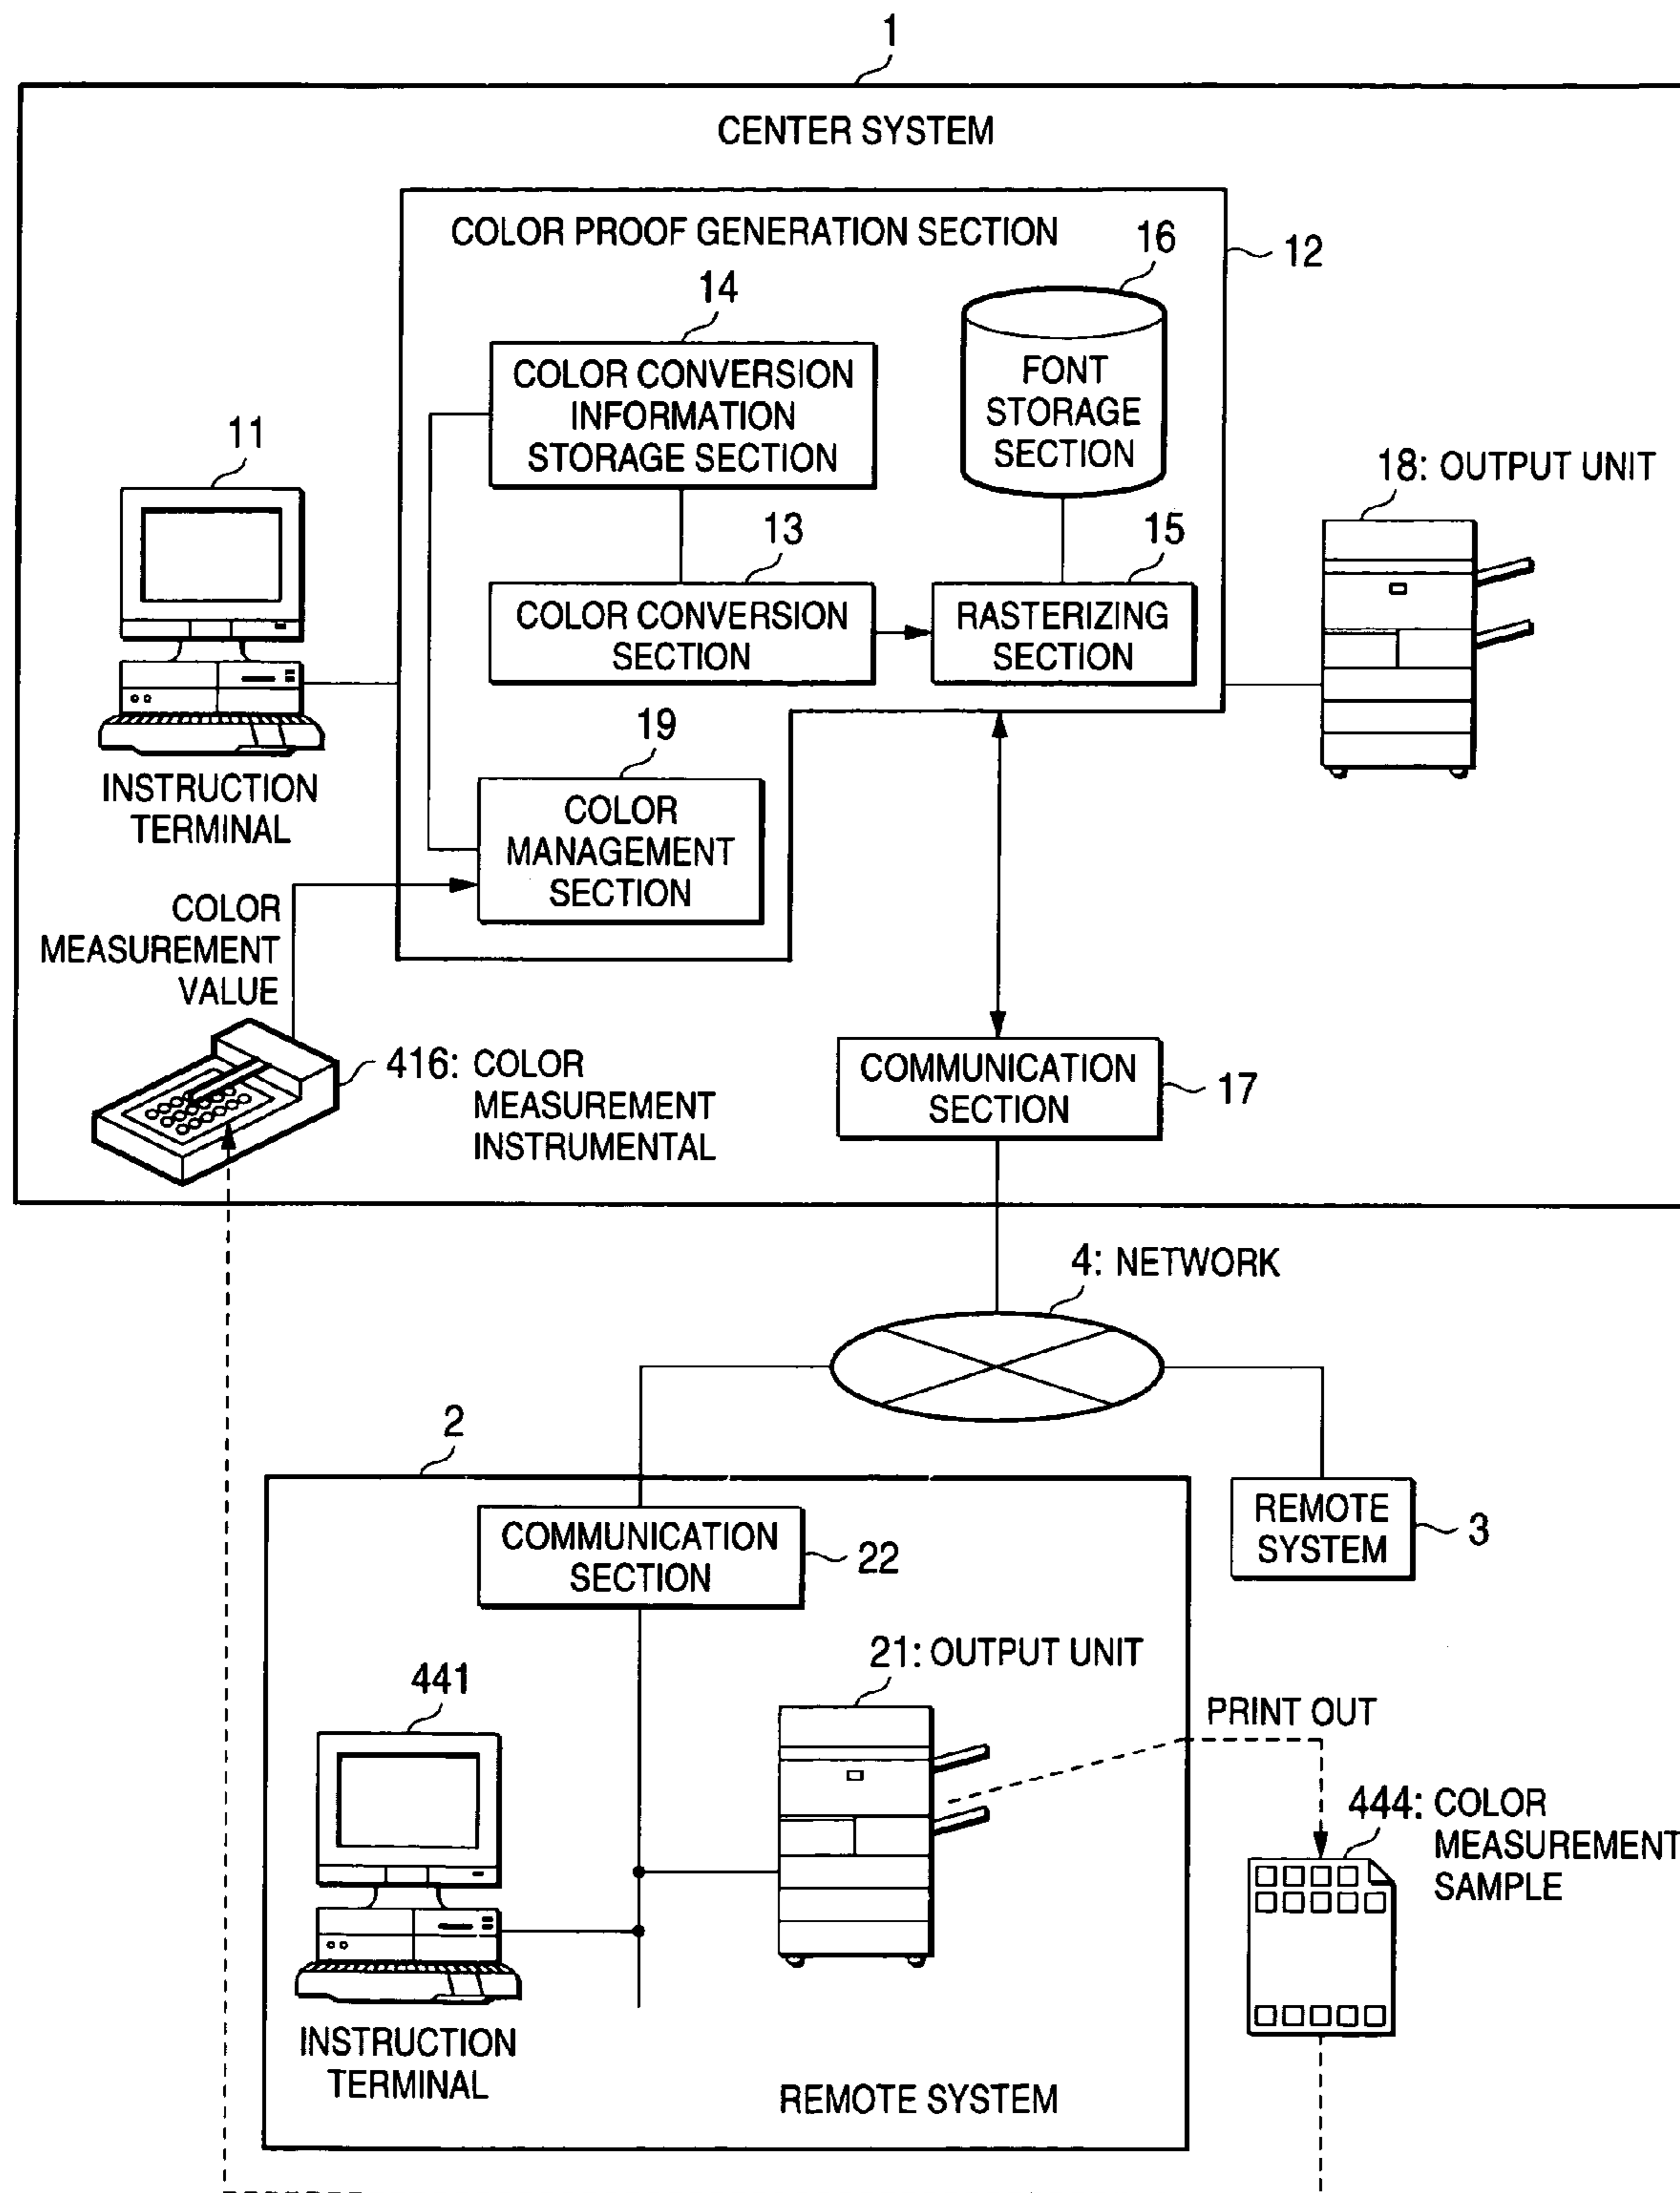 1
CENTER SYSTEM
COLOR PROOF GENERATION SECTION
12
14
COLOR CONVERSION
INFORMATION
STORAGE SECTION
16
FONT
STORAGE
SECTION
11
INSTRUCTION
TERMINAL
13
COLOR CONVERSION
SECTION
15
RASTERIZING
SECTION
18: OUTPUT UNIT
19
COLOR
MANAGEMENT
SECTION
COLOR
MEASUREMENT
VALUE
416: COLOR
MEASUREMENT
INSTRUMENTAL
COMMUNICATION
SECTION
17
4: NETWORK
2
COMMUNICATION
SECTION
22
REMOTE
SYSTEM
3
441
INSTRUCTION
TERMINAL
21: OUTPUT UNIT
PRINT OUT
444: COLOR
MEASUREMENT
SAMPLE
REMOTE SYSTEM